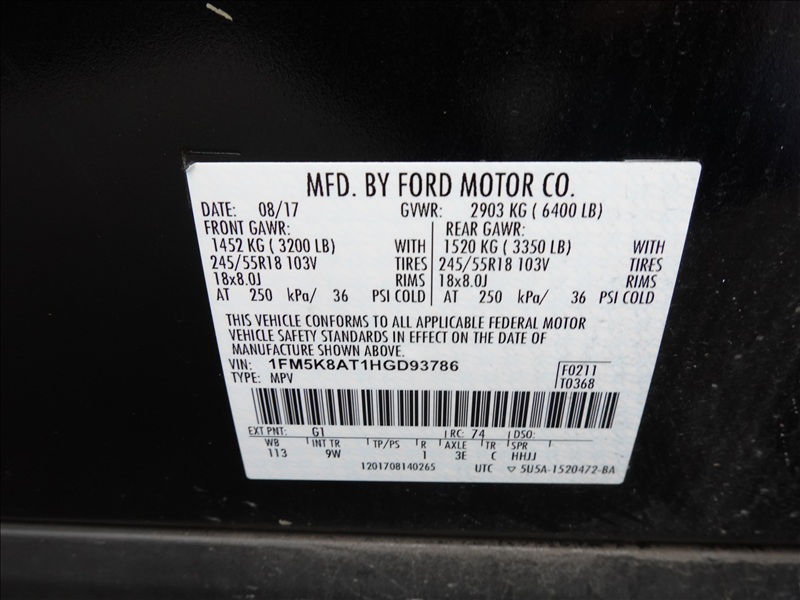 MFD. BY FORD MOTOR CO.
DATE: 08/17 GVWR: 2903 KG ( 6400 LB)
FRONT GAWR: REAR GAWR:
1452 KG ( 3200 LB) WITH 1520 KG ( 3350 LB) WITH
245/55R18 103V TIRES 245/55R18 103V TIRES
18x8.0J RIMS 18x8.0J RIMS
AT 250 kPa/ 36 PSI COLD AT 250 kPa/ 36 PSI COLD
THIS VEHICLE CONFORMS TO ALL APPLICABLE FEDERAL MOTOR
VEHICLE SAFETY STANDARDS IN EFFECT ON THE DATE OF
MANUFACTURE SHOWN ABOVE.
VIN: 1FM5K8AT1HGD93786 F0211
TYPE: MPV T0368
EXT PNT: G1 RC: 74 DSO:
WB INT TR TP/PS R AXLE TR SPR
113 9W 1 3E C HHJJ
1201708140265 UTC ▽ 5U5A-1520472-BA